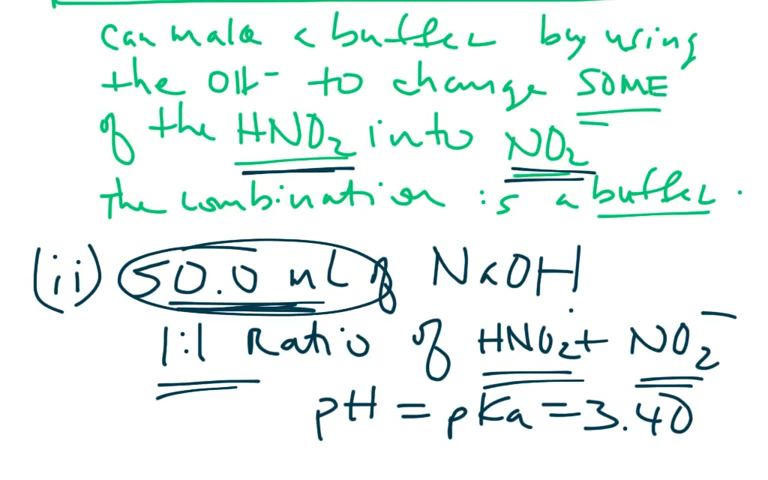 can make a buffer by using
the OH⁻ to change SOME
of the HNO₂ into NO₂
The combination is a buffer.
(ii) 50.0 mL of NaOH
1:1 Ratio of HNO₂ + NO₂⁻
pH = pKa = 3.40